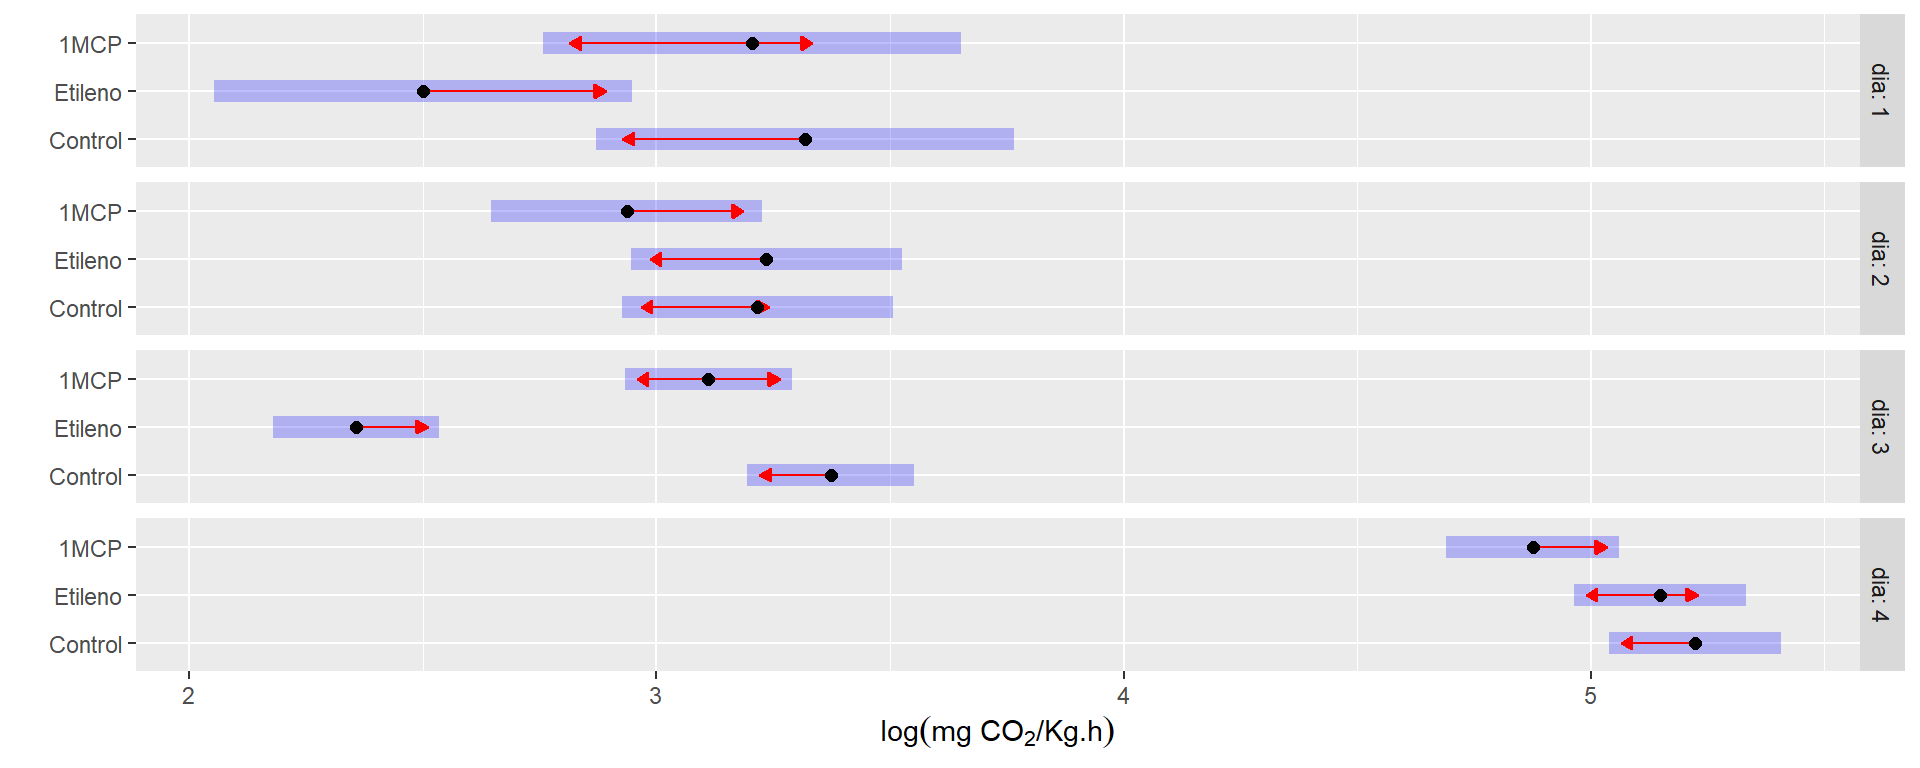 1MCP
Etileno
Control
dia: 1
1MCP
Etileno
Control
dia: 2
1MCP
Etileno
Control
dia: 3
1MCP
Etileno
Control
dia: 4
2 3 4 5
log(mg CO₂/Kg.h)